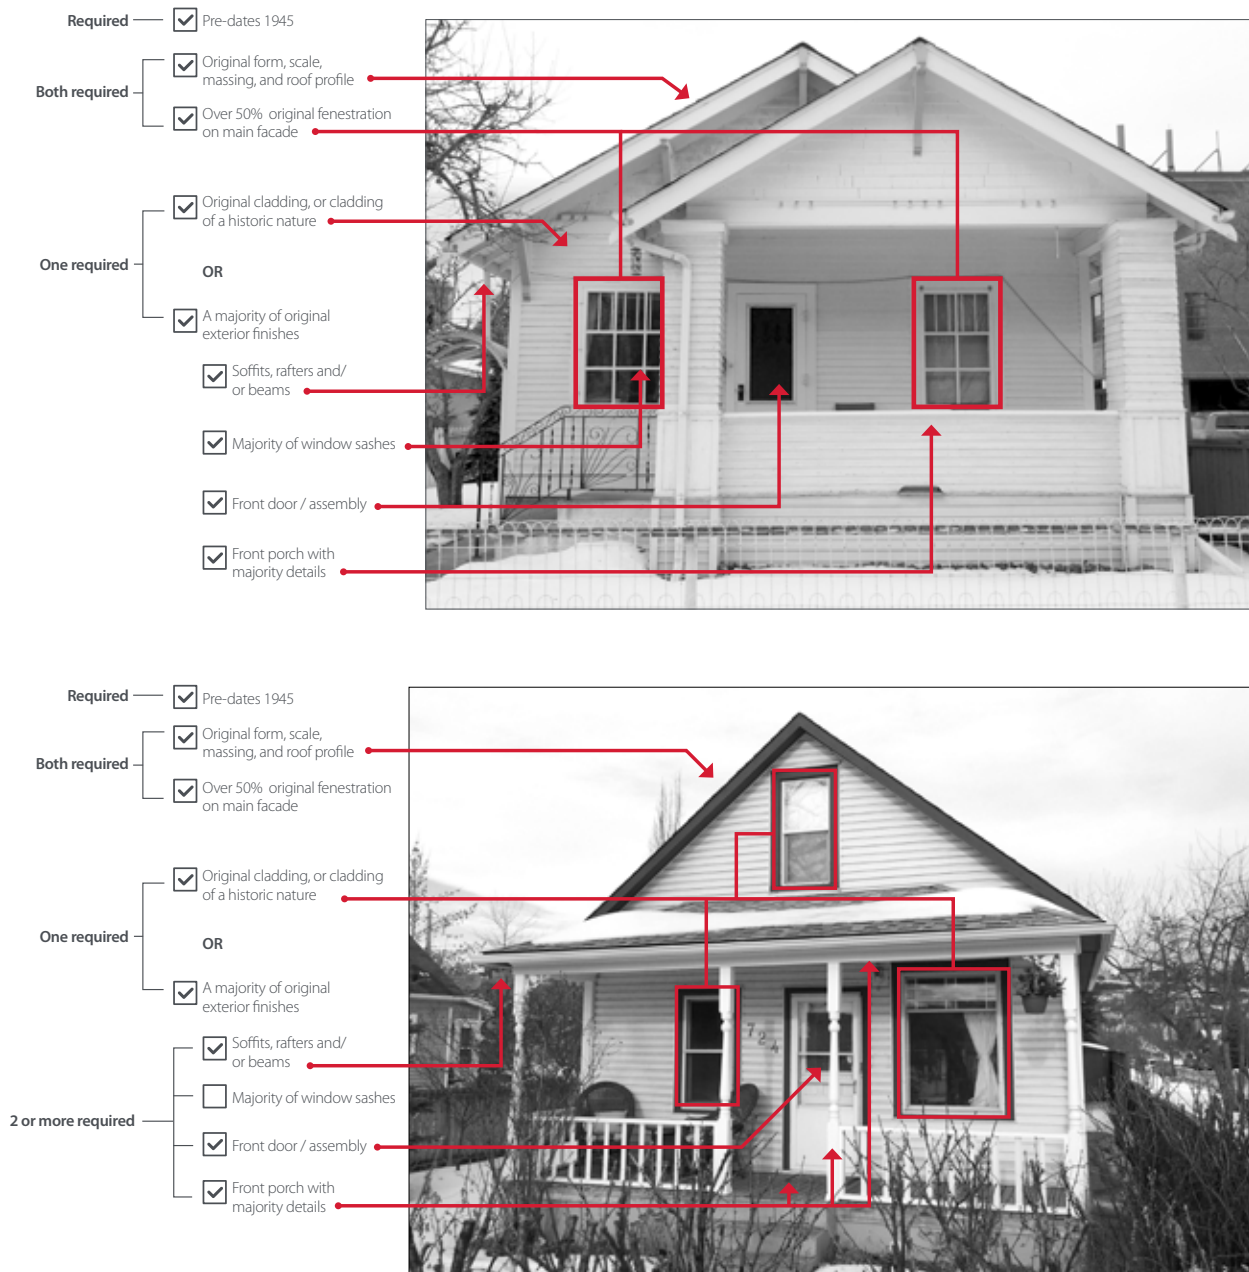 Required
Pre-dates 1945
Both required
Original form, scale,
massing, and roof profile
Over 50% original fenestration
on main facade
One required
Original cladding, or cladding
of a historic nature
OR
A majority of original
exterior finishes
Soffits, rafters and/
or beams
Majority of window sashes
Front door / assembly
Front porch with
majority details
Required
Pre-dates 1945
Both required
Original form, scale,
massing, and roof profile
Over 50% original fenestration
on main facade
One required
Original cladding, or cladding
of a historic nature
OR
A majority of original
exterior finishes
2 or more required
Soffits, rafters and/
or beams
Majority of window sashes
Front door / assembly
Front porch with
majority details
724